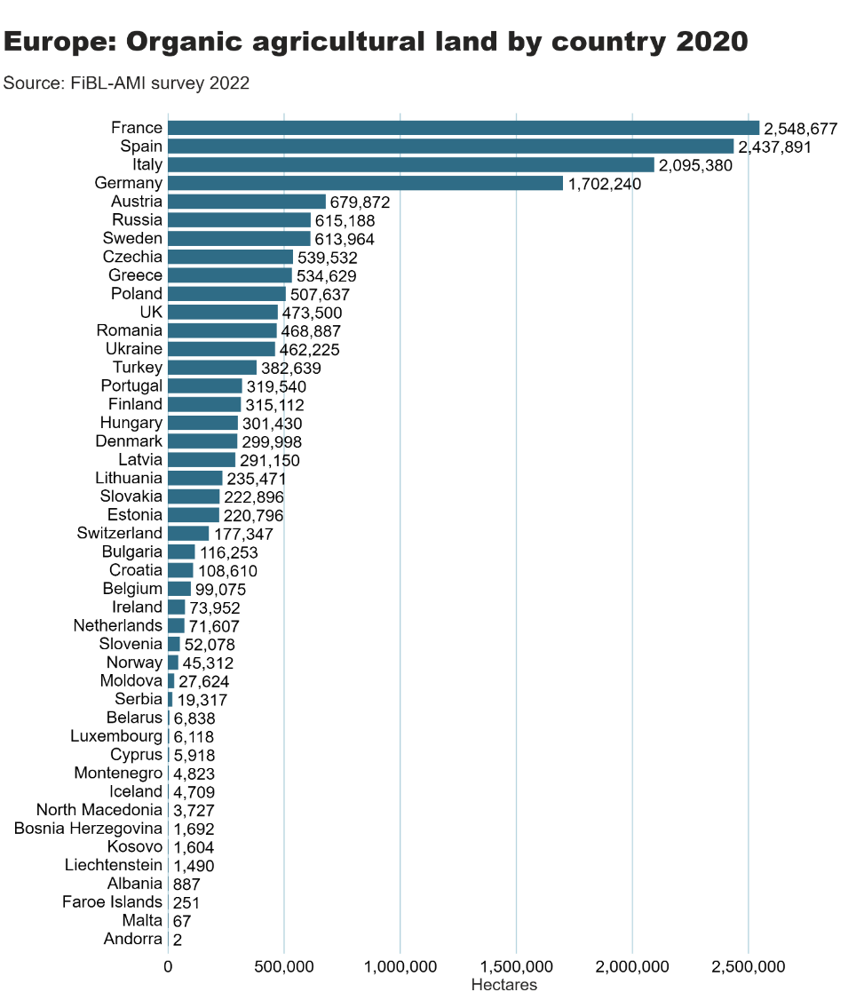 Europe: Organic agricultural land by country 2020
Source: FiBL-AMI survey 2022
France 2,548,677
Spain 2,437,891
Italy 2,095,380
Germany 1,702,240
Austria 679,872
Russia 615,188
Sweden 613,964
Czechia 539,532
Greece 534,629
Poland 507,637
UK 473,500
Romania 468,887
Ukraine 462,225
Turkey 382,639
Portugal 319,540
Finland 315,112
Hungary 301,430
Denmark 299,998
Latvia 291,150
Lithuania 235,471
Slovakia 222,896
Estonia 220,796
Switzerland 177,347
Bulgaria 116,253
Croatia 108,610
Belgium 99,075
Ireland 73,952
Netherlands 71,607
Slovenia 52,078
Norway 45,312
Moldova 27,624
Serbia 19,317
Belarus 6,838
Luxembourg 6,118
Cyprus 5,918
Montenegro 4,823
Iceland 4,709
North Macedonia 3,727
Bosnia Herzegovina 1,692
Kosovo 1,604
Liechtenstein 1,490
Albania 887
Faroe Islands 251
Malta 67
Andorra 2
0 500,000 1,000,000 1,500,000 2,000,000 2,500,000
Hectares